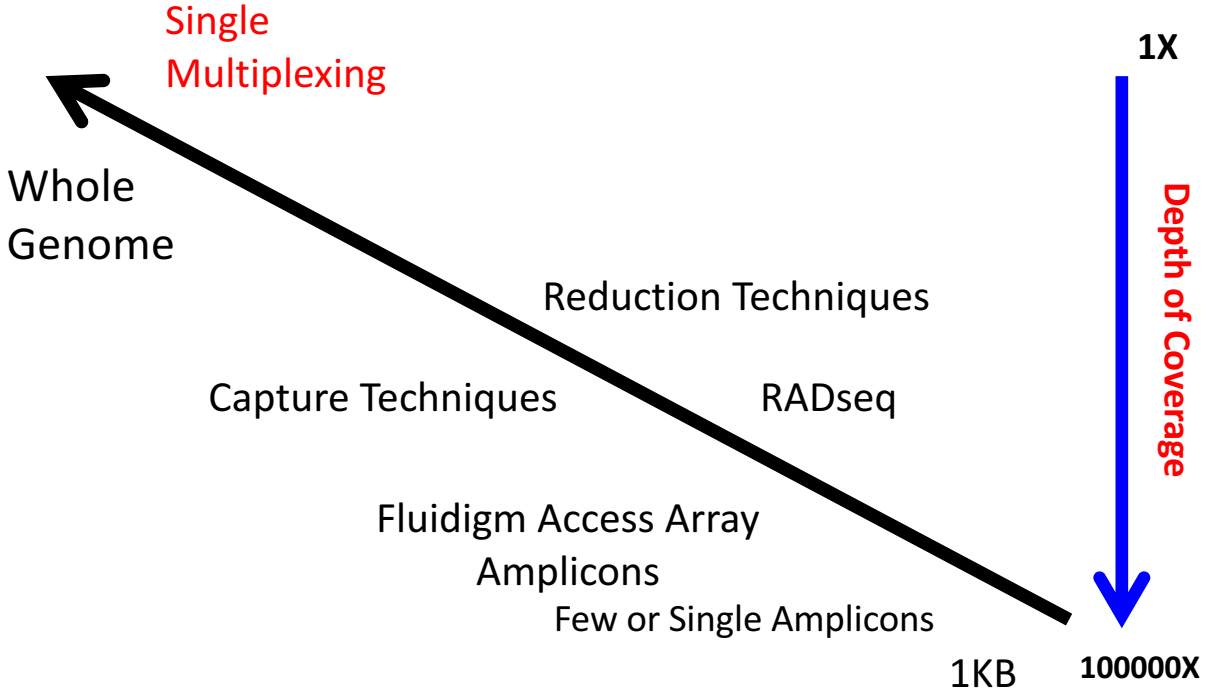 Single
Multiplexing
1X
Whole
Genome
Depth of Coverage
Reduction Techniques
Capture Techniques
RADseq
Fluidigm Access Array
Amplicons
Few or Single Amplicons
1KB
100000X